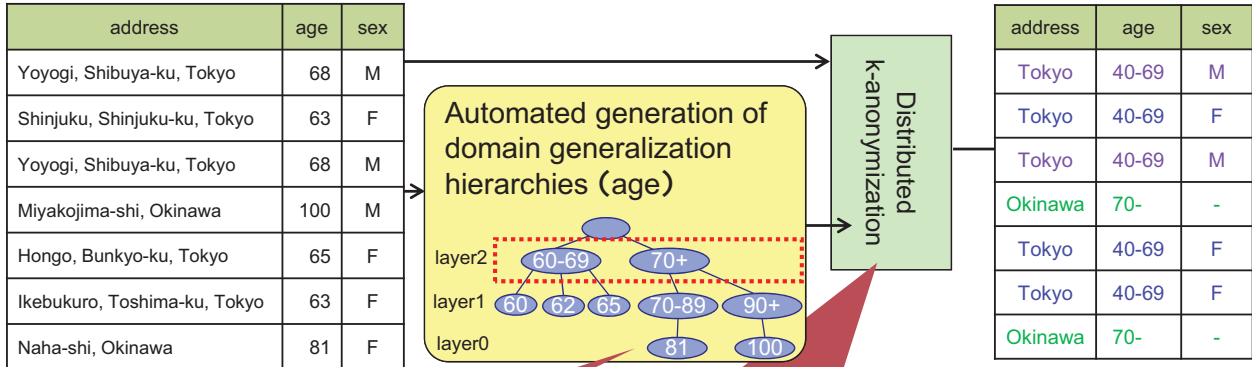 address age sex
Yoyogi, Shibuya-ku, Tokyo 68 M
Shinjuku, Shinjuku-ku, Tokyo 63 F
Yoyogi, Shibuya-ku, Tokyo 68 M
Miyakojima-shi, Okinawa 100 M
Hongo, Bunkyo-ku, Tokyo 65 F
Ikebukuro, Toshima-ku, Tokyo 63 F
Naha-shi, Okinawa 81 F
Automated generation of
domain generalization
hierarchies (age)
layer2 60-69 70+
layer1 60 62 65 70-89 90+
layer0 81 100
Distributed
k-anonymization
address age sex
Tokyo 40-69 M
Tokyo 40-69 F
Tokyo 40-69 M
Okinawa 70- -
Tokyo 40-69 F
Tokyo 40-69 F
Okinawa 70- -